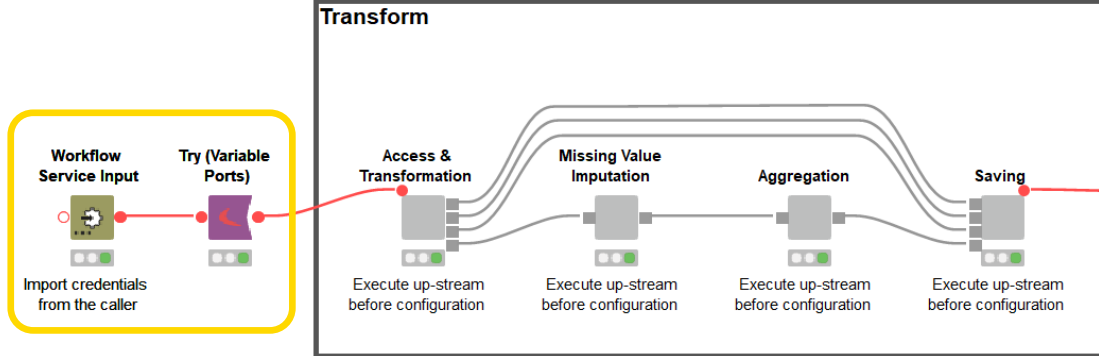 Transform
Workflow
Service Input
Try (Variable
Ports)
Access &
Transformation
Missing Value
Imputation
Aggregation
Saving
Import credentials
from the caller
Execute up-stream
before configuration
Execute up-stream
before configuration
Execute up-stream
before configuration
Execute up-stream
before configuration